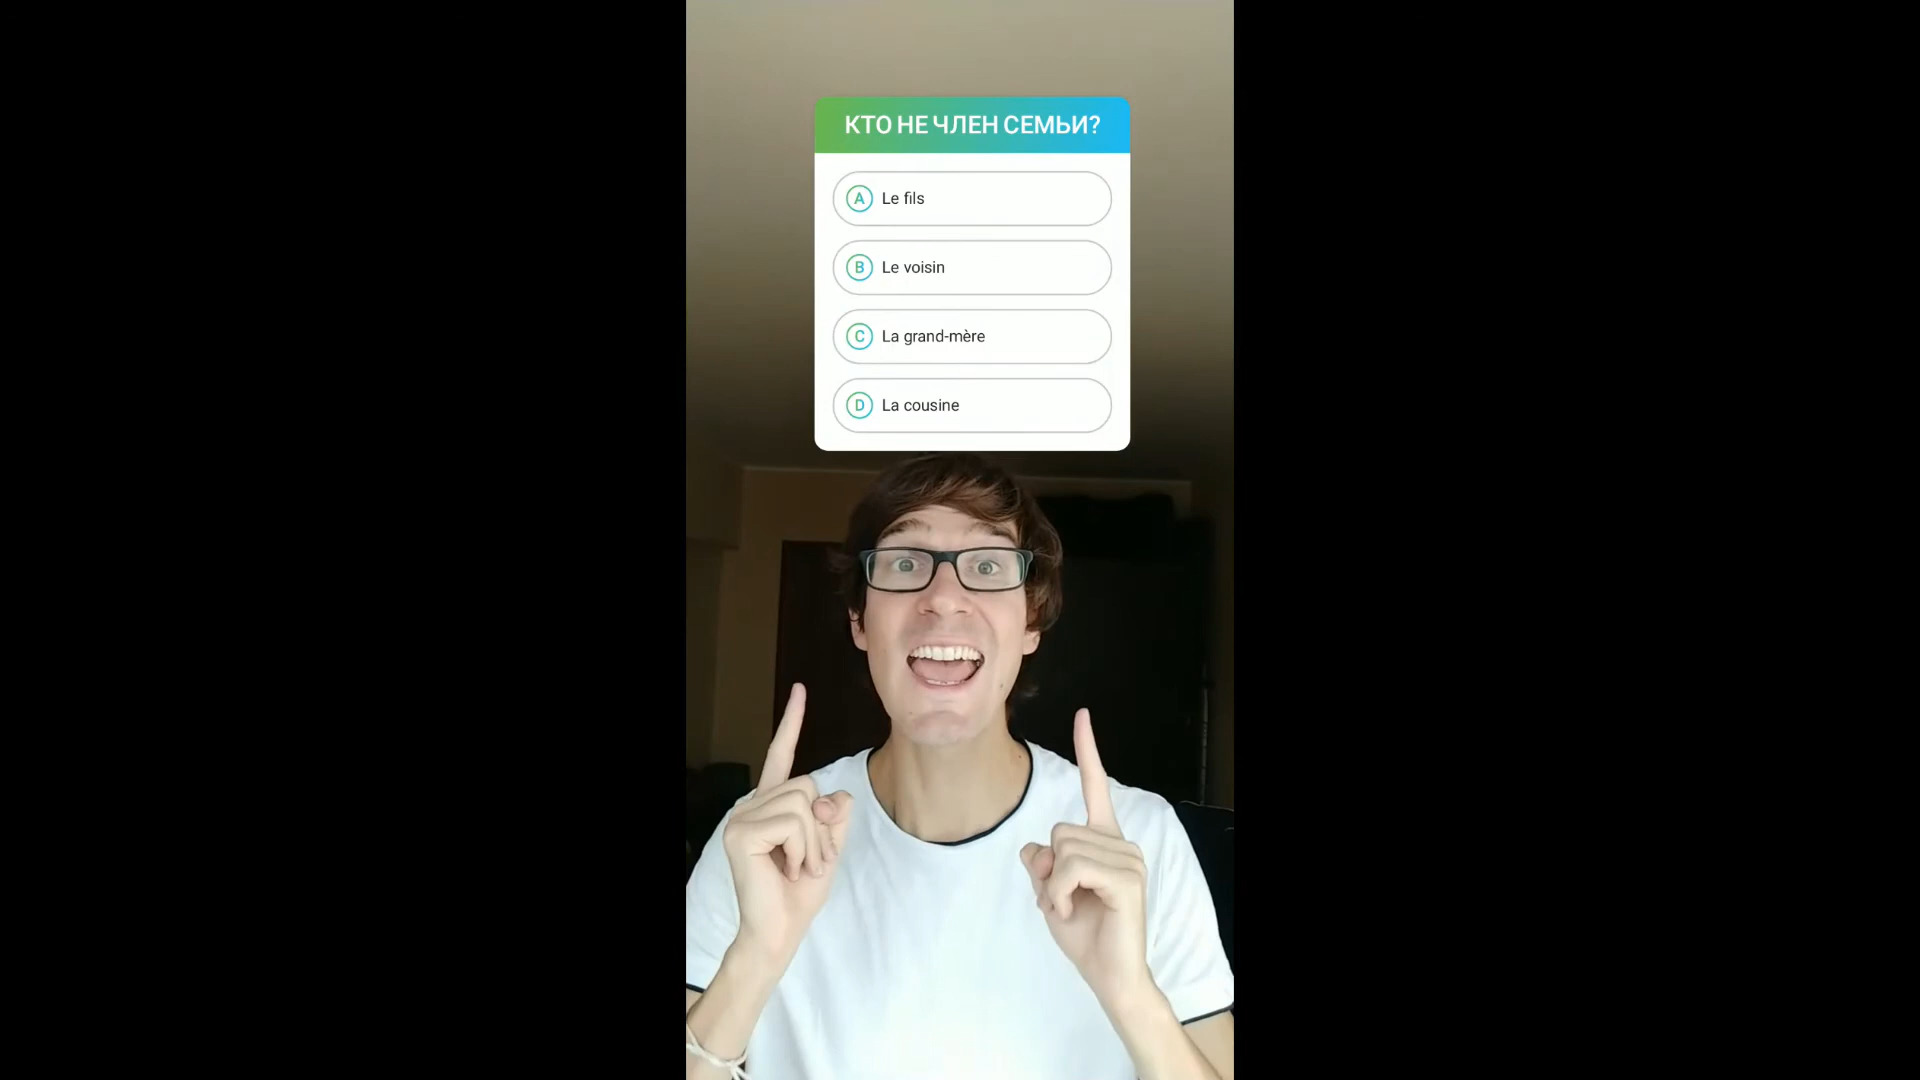 КТО НЕ ЧЛЕН СЕМЬИ?
A Le fils
B Le voisin
C La grand-mère
D La cousine